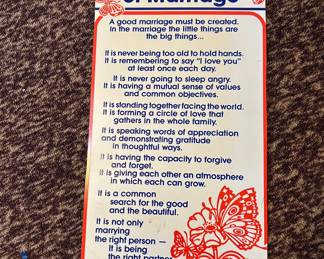 of Marriage
A good marriage must be created.
In the marriage the little things are
the big things...
It is never being too old to hold hands.
It is remembering to say "I love you"
at least once each day.
It is never going to sleep angry.
It is having a mutual sense of values
and common objectives.
It is standing together facing the world.
It is forming a circle of love that
gathers in the whole family.
It is speaking words of appreciation
and demonstrating gratitude
in thoughtful ways.
It is having the capacity to forgive
and forget.
It is giving each other an atmosphere
in which each can grow.
It is a common
search for the good
and the beautiful.
It is not only
marrying
the right person —
It is being
the right partner